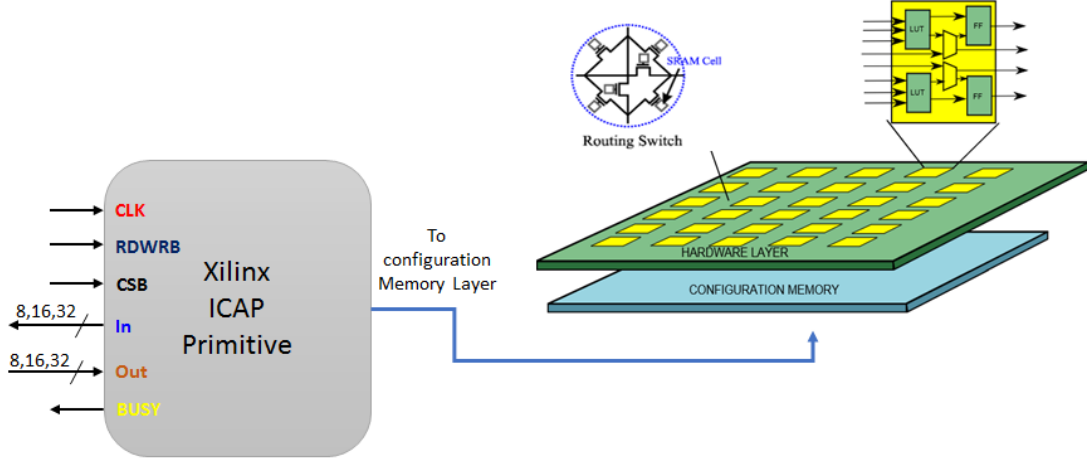 CLK
RDWRB
CSB
8,16,32
In
8,16,32
Out
BUSY
Xilinx
ICAP
Primitive
To
configuration
Memory Layer
SRAM Cell
Routing Switch
LUT
FF
LUT
FF
HARDWARE LAYER
CONFIGURATION MEMORY